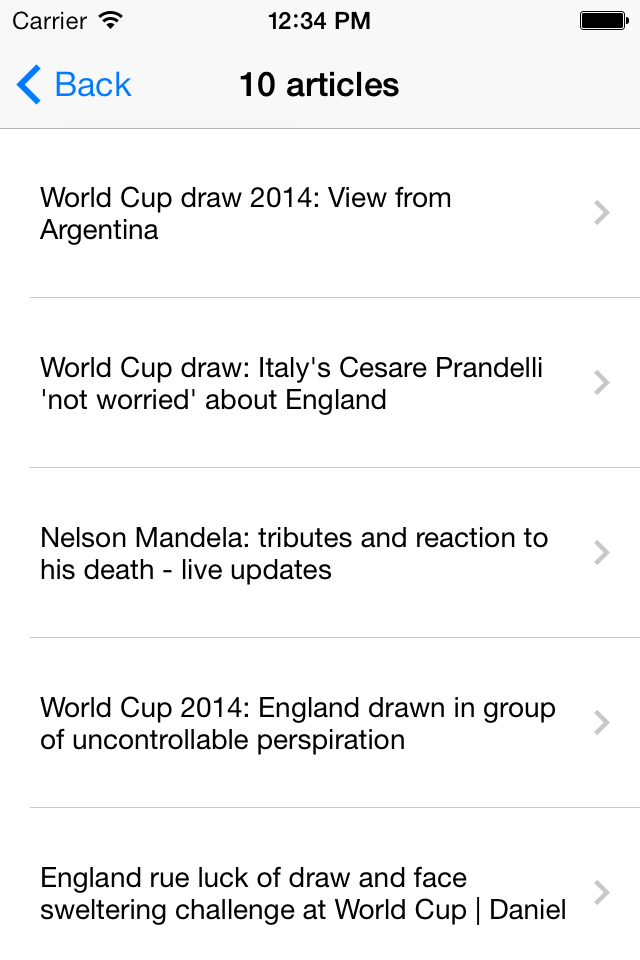 Carrier 12:34 PM
Back 10 articles
World Cup draw 2014: View from
Argentina
World Cup draw: Italy's Cesare Prandelli
'not worried' about England
Nelson Mandela: tributes and reaction to
his death - live updates
World Cup 2014: England drawn in group
of uncontrollable perspiration
England rue luck of draw and face
sweltering challenge at World Cup | Daniel